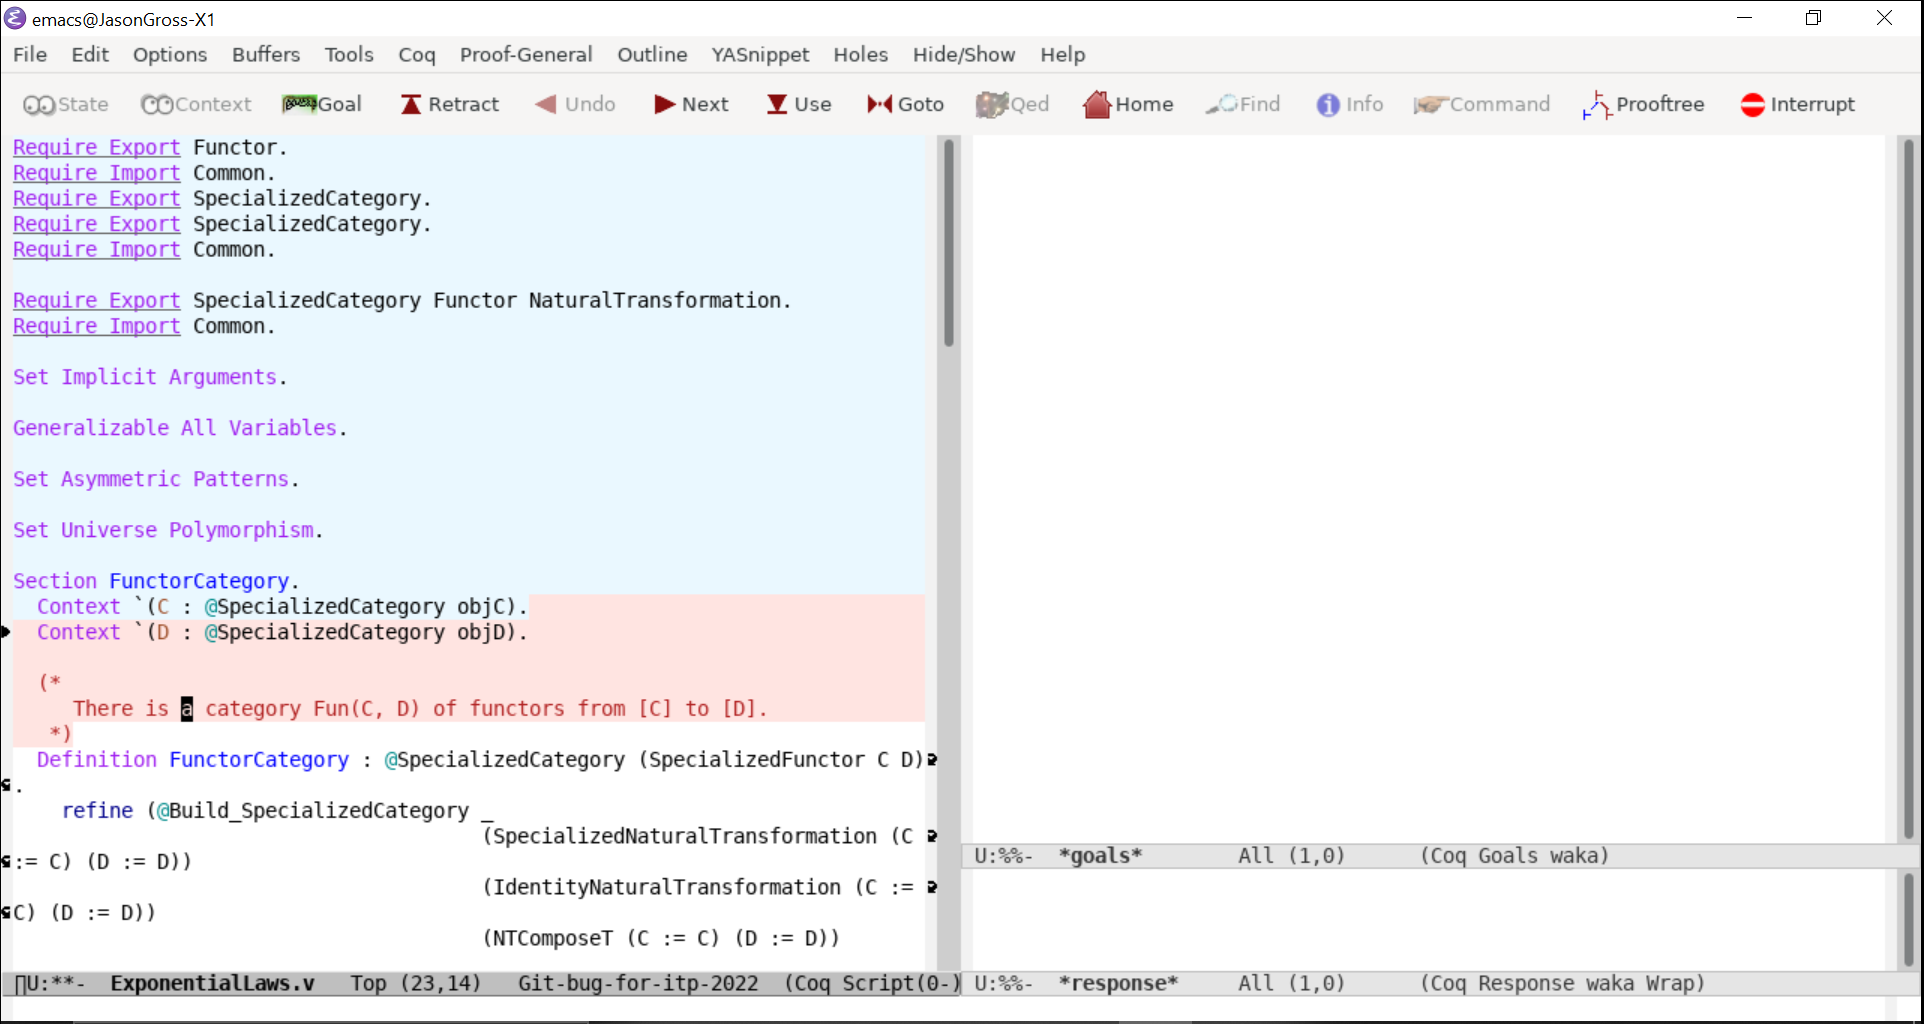 emacs@JasonGross-X1
File Edit Options Buffers Tools Coq Proof-General Outline YASnippet Holes Hide/Show Help
State Context Goal Retract Undo Next Use Goto Qed Home Find Info Command Prooftree Interrupt
Require Export Functor.
Require Import Common.
Require Export SpecializedCategory.
Require Export SpecializedCategory.
Require Import Common.
Require Export SpecializedCategory Functor NaturalTransformation.
Require Import Common.
Set Implicit Arguments.
Generalizable All Variables.
Set Asymmetric Patterns.
Set Universe Polymorphism.
Section FunctorCategory.
Context `(C : @SpecializedCategory objC).
Context `(D : @SpecializedCategory objD).
(*
There is a category Fun(C, D) of functors from [C] to [D].
*)
Definition FunctorCategory : @SpecializedCategory (SpecializedFunctor C D)
.
refine (@Build_SpecializedCategory _
(SpecializedNaturalTransformation (C
:= C) (D := D))
(IdentityNaturalTransformation (C :=
C) (D := D))
(NTComposeT (C := C) (D := D))
U:**- ExponentialLaws.v Top (23,14) Git-bug-for-itp-2022 (Coq Script(0-)
U:%%- *goals* All (1,0) (Coq Goals waka)
U:%%- *response* All (1,0) (Coq Response waka Wrap)